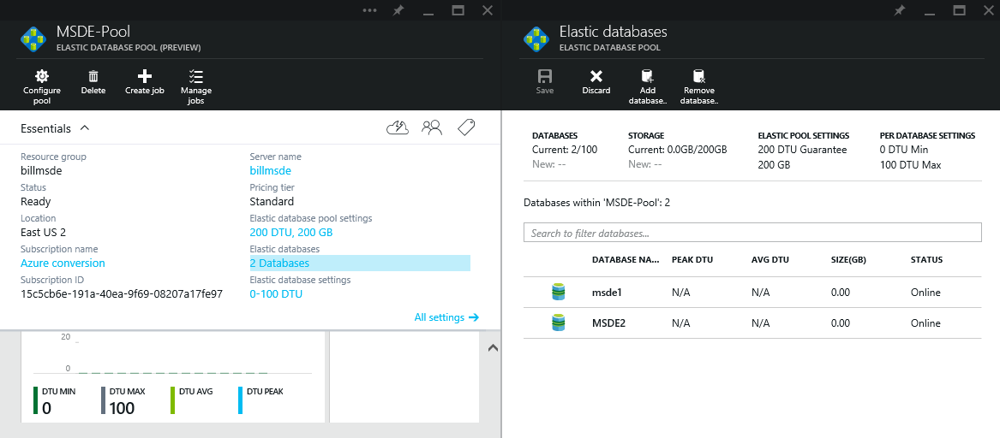 MSDE-Pool
ELASTIC DATABASE POOL (PREVIEW)
Configure pool
Delete
Create job
Manage jobs
Essentials
Resource group
billmsde
Server name
billmsde
Status
Ready
Pricing tier
Standard
Location
East US 2
Elastic database pool settings
200 DTU, 200 GB
Subscription name
Azure conversion
Elastic databases
2 Databases
Subscription ID
15c5cb6e-191a-40ea-9f69-08207a17fe97
Elastic database settings
0-100 DTU
All settings →
20
0
DTU MIN
0
DTU MAX
100
DTU AVG
DTU PEAK
Elastic databases
ELASTIC DATABASE POOL
Save
Discard
Add database..
Remove database..
DATABASES
Current: 2/100
New: --
STORAGE
Current: 0.0GB/200GB
New: --
ELASTIC POOL SETTINGS
200 DTU Guarantee
200 GB
PER DATABASE SETTINGS
0 DTU Min
100 DTU Max
Databases within 'MSDE-Pool': 2
Search to filter databases...
DATABASE NA... PEAK DTU AVG DTU SIZE(GB) STATUS
msde1 N/A N/A 0.00 Online
MSDE2 N/A N/A 0.00 Online